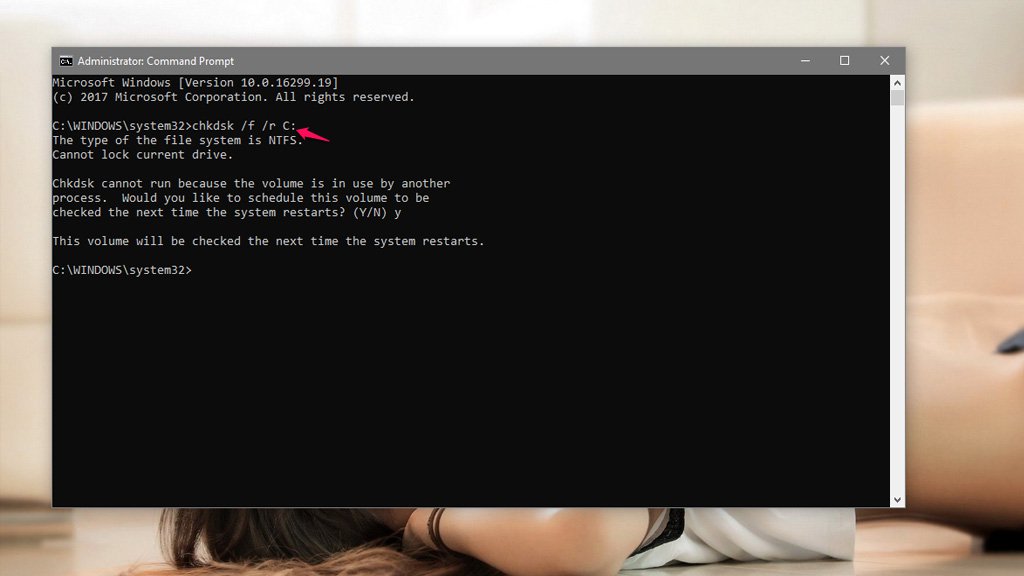 Administrator: Command Prompt
Microsoft Windows [Version 10.0.16299.19]
(c) 2017 Microsoft Corporation. All rights reserved.
C:\WINDOWS\system32>chkdsk /f /r C:
The type of the file system is NTFS.
Cannot lock current drive.
Chkdsk cannot run because the volume is in use by another
process.  Would you like to schedule this volume to be
checked the next time the system restarts? (Y/N) y
This volume will be checked the next time the system restarts.
C:\WINDOWS\system32>